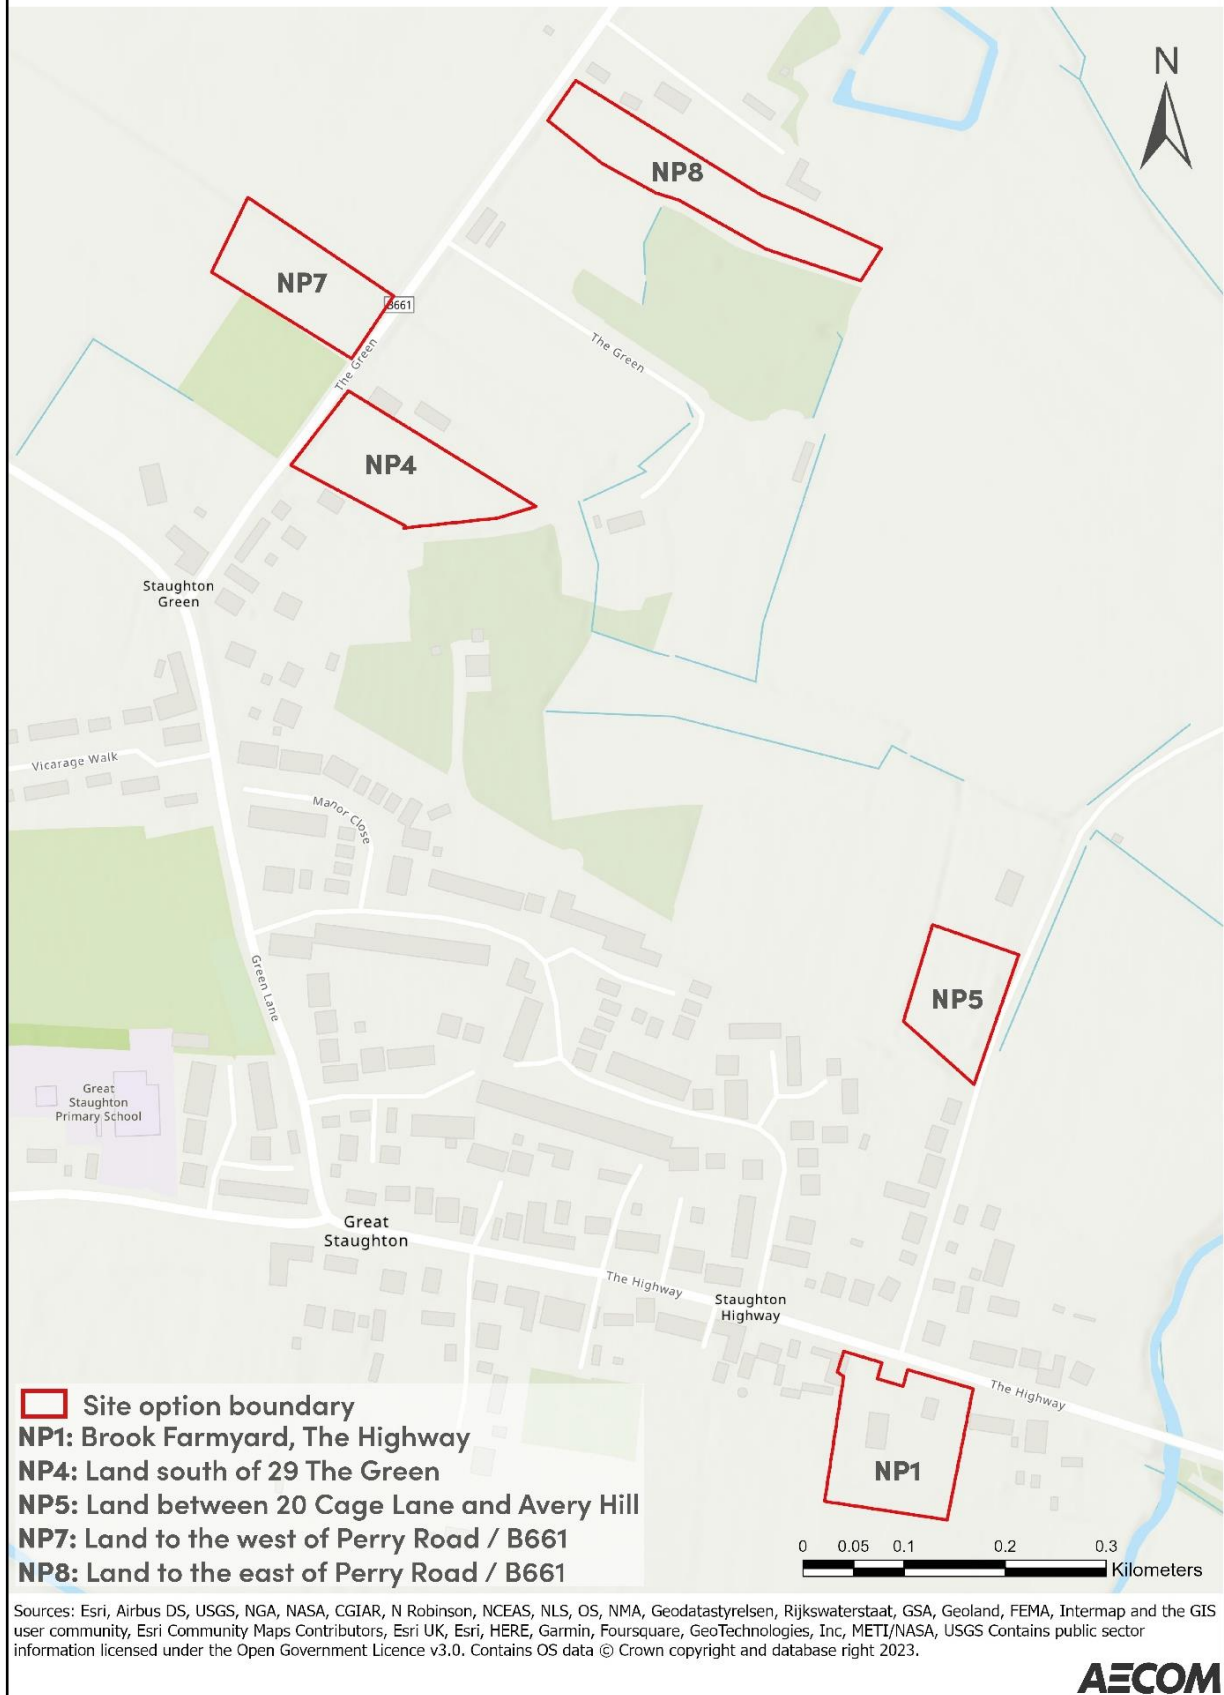 N
NP8
NP7
B661
The Green
The Green
NP4
Staughton
Green
Vicarage Walk
Manor Close
Green Lane
NP5
Great
Staughton
Primary School
Great
Staughton
The Highway
Staughton
Highway
The Highway
NP1
Site option boundary
NP1: Brook Farmyard, The Highway
NP4: Land south of 29 The Green
NP5: Land between 20 Cage Lane and Avery Hill
NP7: Land to the west of Perry Road / B661
NP8: Land to the east of Perry Road / B661
0 0.05 0.1 0.2 0.3
Kilometers
Sources: Esri, Airbus DS, USGS, NGA, NASA, CGIAR, N Robinson, NCEAS, NLS, OS, NMA, Geodatastyrelsen, Rijkswaterstaat, GSA, Geoland, FEMA, Intermap and the GIS
user community, Esri Community Maps Contributors, Esri UK, Esri, HERE, Garmin, Foursquare, GeoTechnologies, Inc, METI/NASA, USGS Contains public sector
information licensed under the Open Government Licence v3.0. Contains OS data © Crown copyright and database right 2023.
AECOM